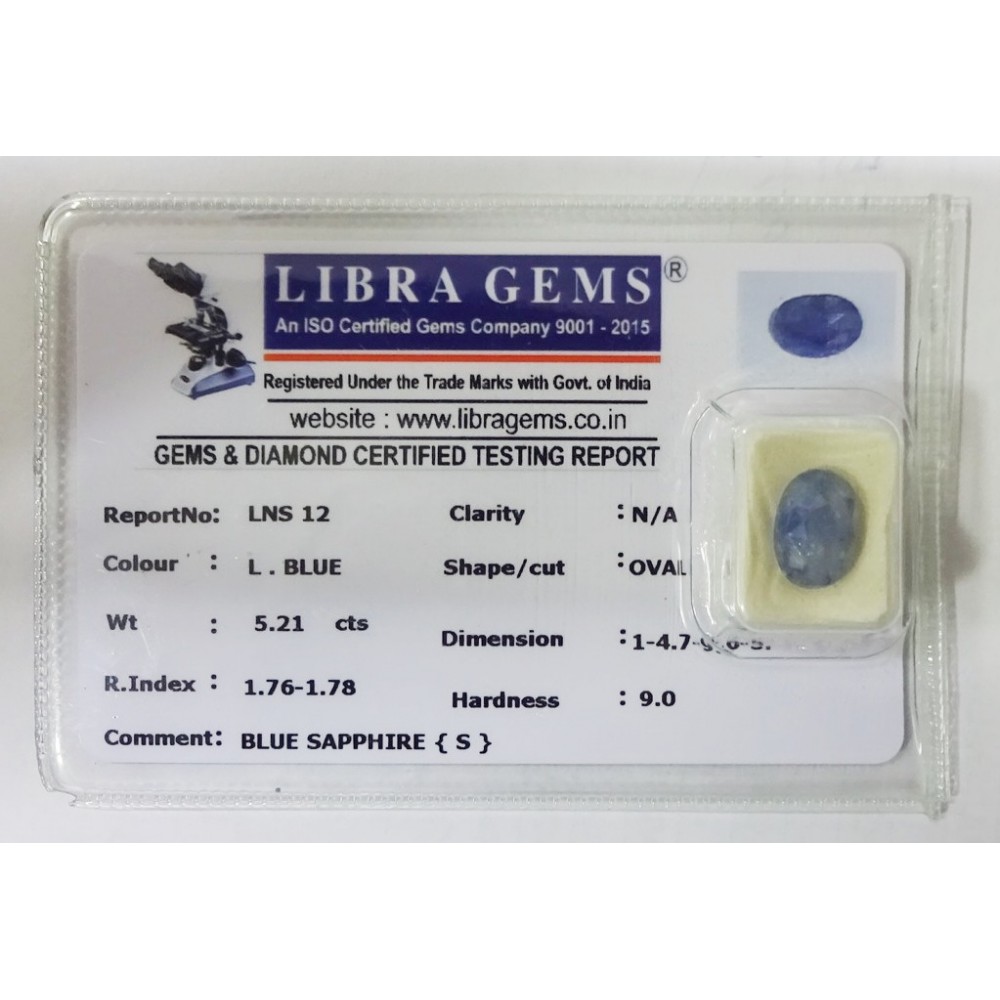 LIBRA GEMS ®
An ISO Certified Gems Company 9001 - 2015
Registered Under the Trade Marks with Govt. of India
website : www.libragems.co.in
GEMS & DIAMOND CERTIFIED TESTING REPORT
ReportNo: LNS 12 Clarity : N/A
Colour : L . BLUE Shape/cut : OVAL
Wt : 5.21 cts Dimension :
R.Index : 1.76-1.78 Hardness : 9.0
Comment: BLUE SAPPHIRE { S }